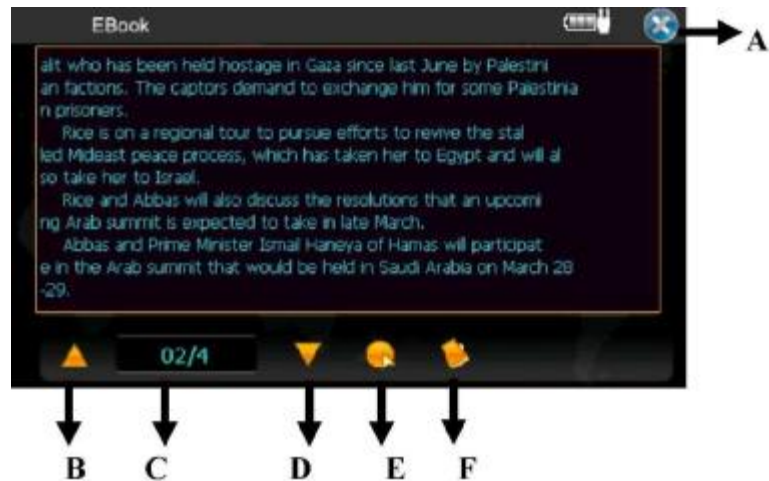 EBook
A
alit who has been held hostage in Gaza since last June by Palestini
an factions. The captors demand to exchange him for some Palestinia
n prisoners.
Rice is on a regional tour to pursue efforts to revive the stal
led Mideast peace process, which has taken her to Egypt and will al
so take her to Israel.
Rice and Abbas will also discuss the resolutions that an upcomi
ng Arab summit is expected to take in late March.
Abbas and Prime Minister Ismail Haneya of Hamas will participat
e in the Arab summit that would be held in Saudi Arabia on March 28
-29.
02/4
B C D E F